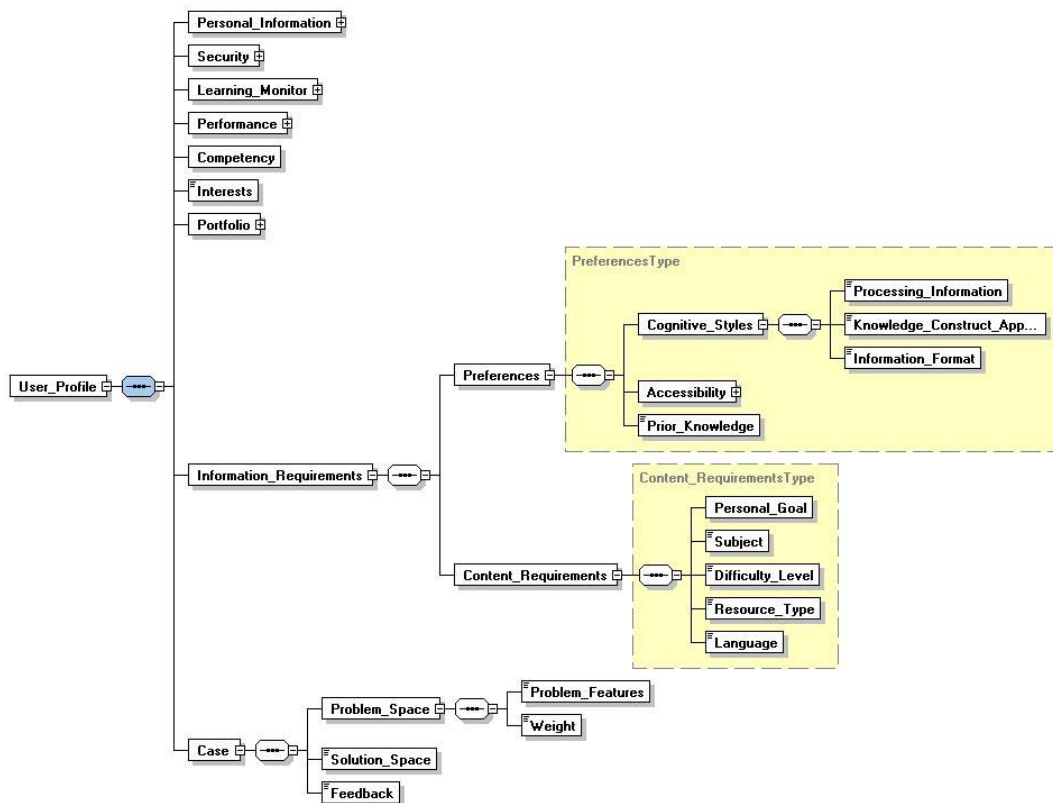 Personal_Information
Security
Learning_Monitor
Performance
Competency
Interests
Portfolio
PreferencesType
Processing_Information
Cognitive_Styles
Knowledge_Construct_App...
Information_Format
User_Profile
Preferences
Accessibility
Prior_Knowledge
Information_Requirements
Content_RequirementsType
Personal_Goal
Subject
Content_Requirements
Difficulty_Level
Resource_Type
Language
Problem_Features
Problem_Space
Weight
Case
Solution_Space
Feedback